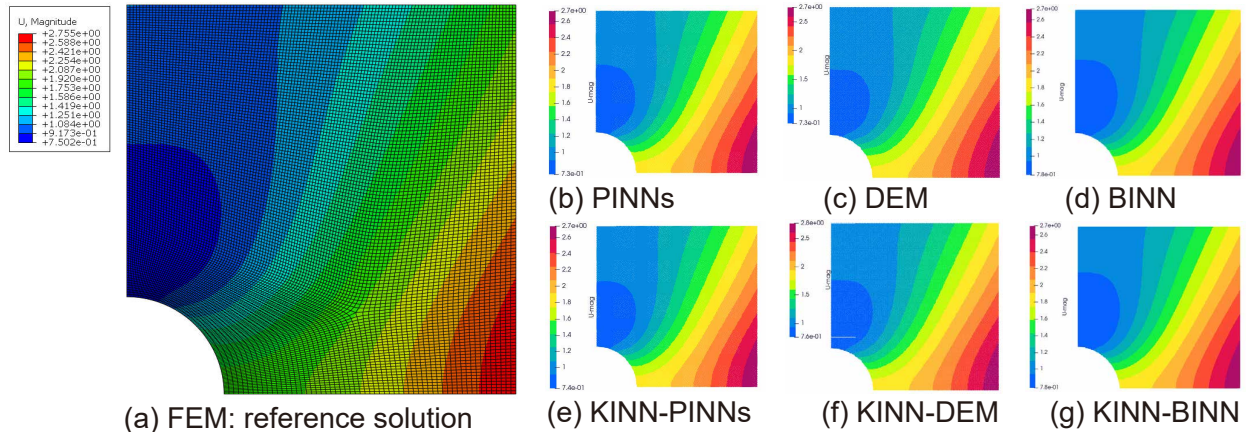 U, Magnitude
+2.755e+00
+2.588e+00
+2.421e+00
+2.254e+00
+2.087e+00
+1.920e+00
+1.753e+00
+1.586e+00
+1.419e+00
+1.251e+00
+1.084e+00
+9.173e-01
+7.502e-01
(a) FEM: reference solution
2.7e+00
2.6
2.4
2.2
2
1.8
1.6
1.4
1.2
1
7.3e-01
U-mag
(b) PINNs
2.7e+00
2.5
2
1.5
1
7.3e-01
U-mag
(c) DEM
2.7e+00
2.6
2.4
2.2
2
1.8
1.6
1.4
1.2
1
7.8e-01
U-mag
(d) BINN
2.7e+00
2.6
2.4
2.2
2
1.8
1.6
1.4
1.2
1
7.4e-01
U-mag
(e) KINN-PINNs
2.8e+00
2.5
2
1.5
1
7.6e-01
U-mag
(f) KINN-DEM
2.7e+00
2.6
2.4
2.2
2
1.8
1.6
1.4
1.2
1
7.8e-01
U-mag
(g) KINN-BINN